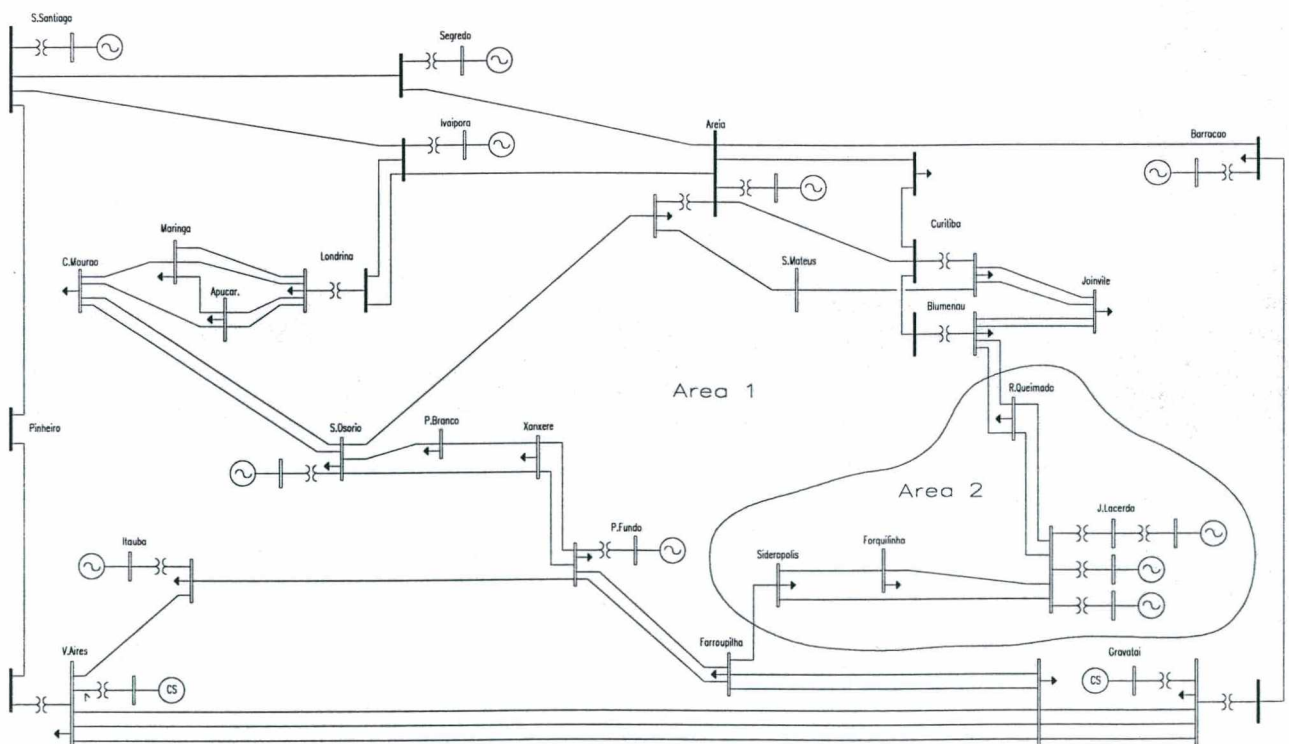 S.Santiago
Segredo
Ivaipora
Areia
Barracao
Maringa
Londrina
C.Mourao
Apucar.
Curitiba
S.Mateus
Joinvile
Blumenau
Area 1
R.Queimado
Pinheiro
S.Osorio
P.Branco
Xanxere
Area 2
J.Lacerda
Itauba
P.Fundo
Forquilinha
Siderapolis
V.Aires
Farroupilha
Gravatai
CS
CS